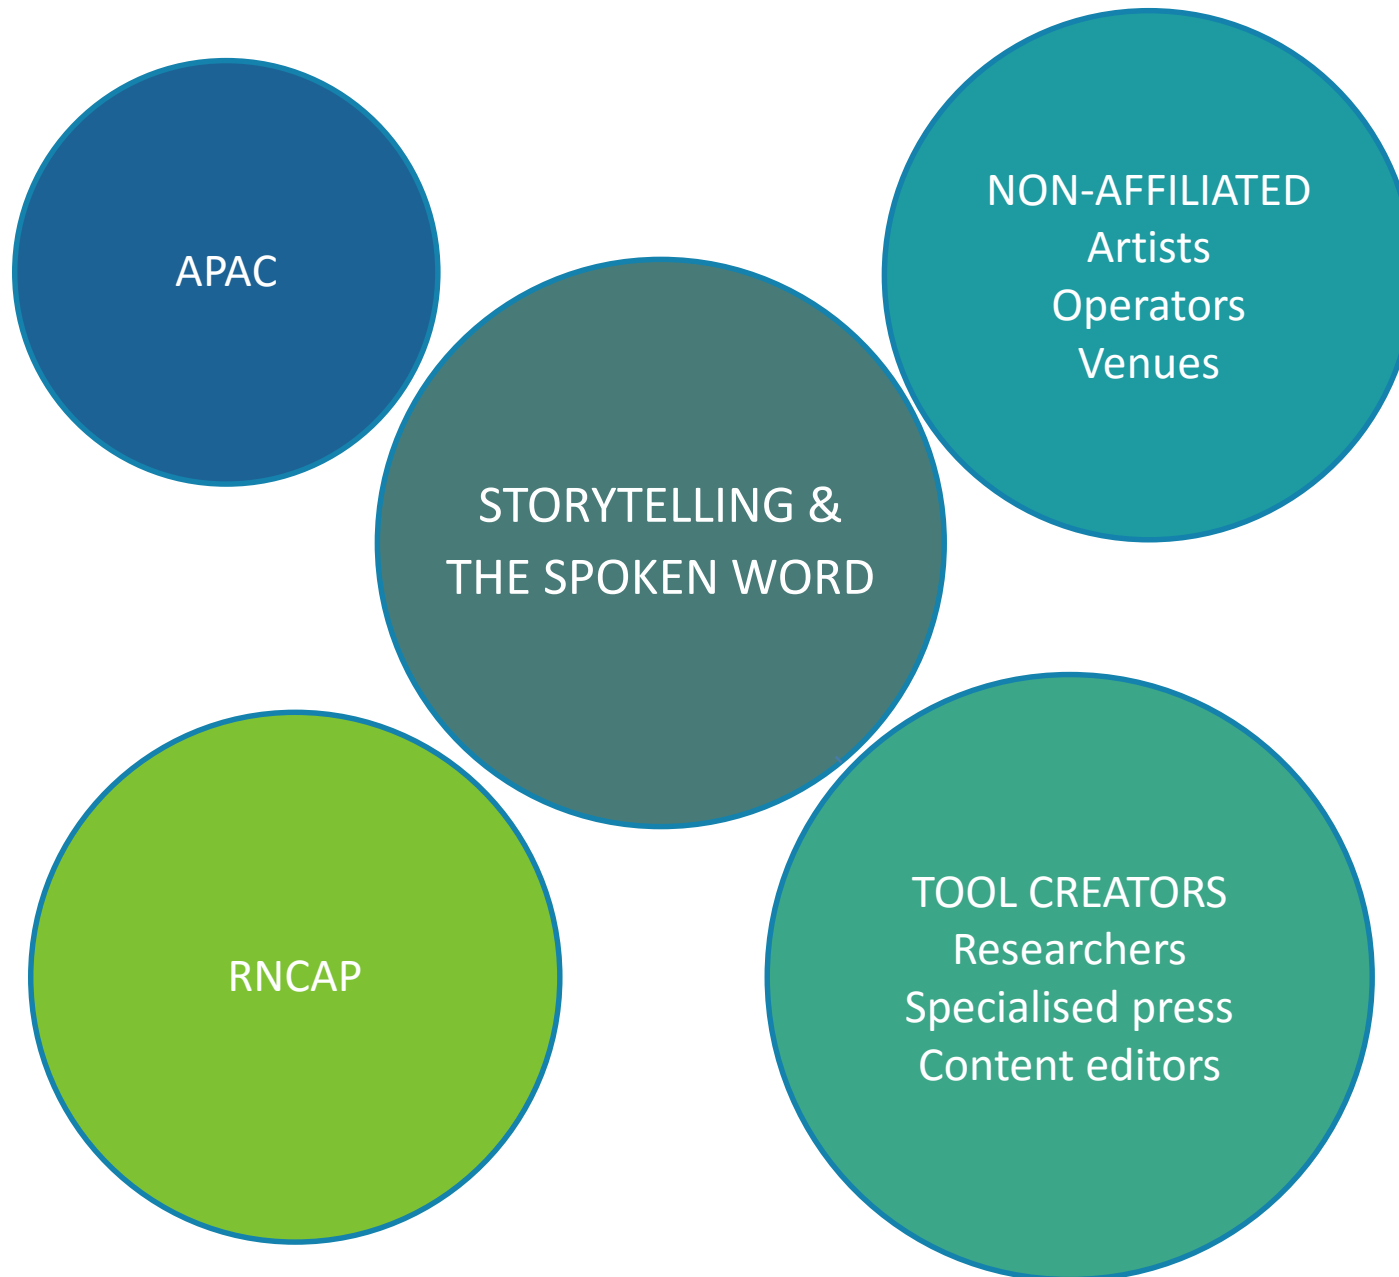 APAC
NON-AFFILIATED
Artists
Operators
Venues
STORYTELLING &
THE SPOKEN WORD
RNCAP
TOOL CREATORS
Researchers
Specialised press
Content editors